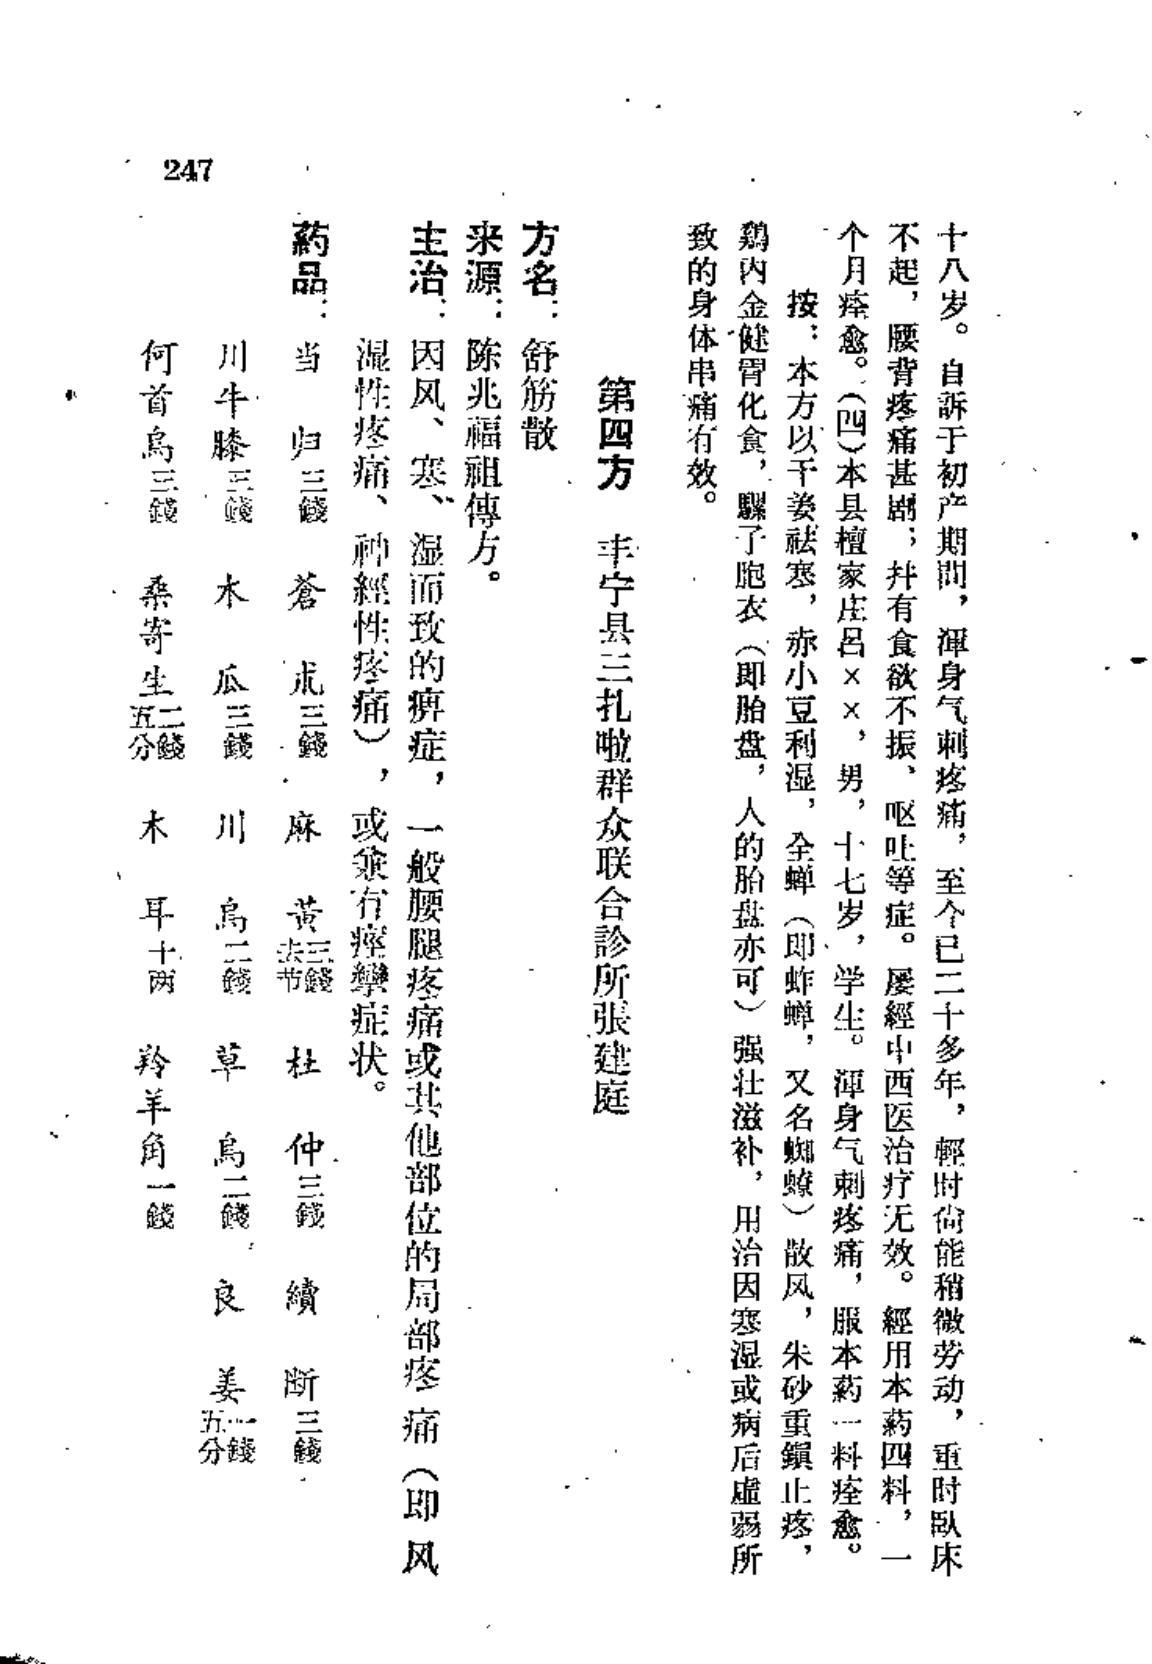 十八岁。自訴于初产期間，渾身气刺疼痛，至今已二十多年，輕时尙能稍微劳动，重时臥床
不起，腰背疼痛甚剧；幷有食欲不振、呕吐等症。屡經中西医治疗无效。經用本葯四料，一
个月痊愈。（四）本县檀家庄呂××，男，十七岁，学生。渾身气刺疼痛，服本葯一料痊愈。
按：本方以干姜祛寒，赤小豆利湿，全蝉（即蚱蝉，又名蜘蟟）散风，朱砂重鎭止疼，
鷄内金健胃化食，騾子胞衣（即胎盘，人的胎盘亦可）强壮滋补，用治因寒湿或病后虛弱所
致的身体串痛有效。
第四方　丰宁县三扎啦群众联合診所張建庭
方名：舒筋散
来源：陈兆福祖傳方。
主治：因风、寒、湿而致的痹症，一般腰腿疼痛或其他部位的局部疼痛（即风
湿性疼痛、神經性疼痛），或兼有痙攣症状。
葯品：当归三錢　蒼朮三錢　麻黃三錢去节　杜仲三錢　續断三錢
川牛膝三錢　木瓜三錢　川烏二錢　草烏二錢　良姜一錢五分
何首烏三錢　桑寄生二錢五分　木耳十两　羚羊角一錢
247